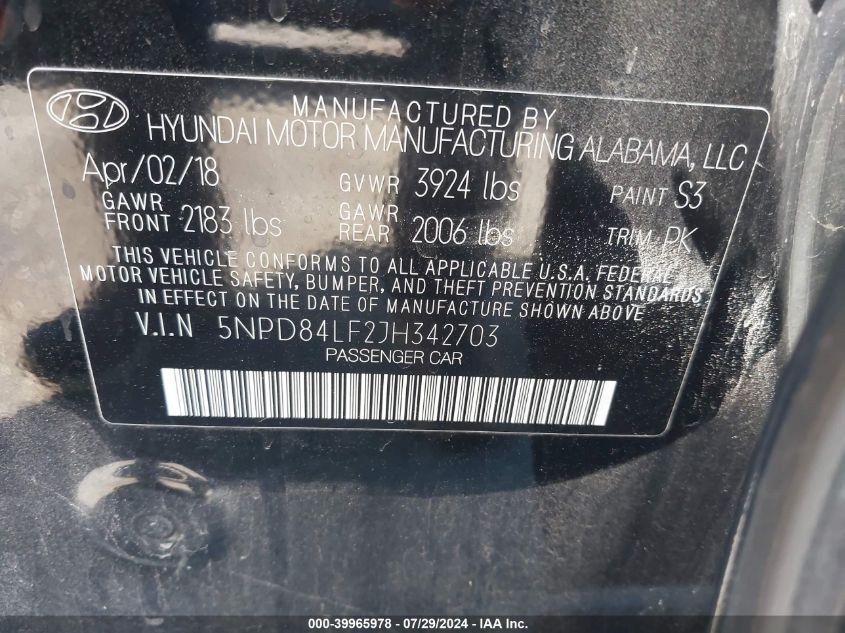 MANUFACTURED BY
HYUNDAI MOTOR MANUFACTURING ALABAMA, LLC
Apr/02/18 GVWR 3924 lbs PAINT S3
GAWR FRONT 2183 lbs GAWR REAR 2006 lbs TRIM PK
THIS VEHICLE CONFORMS TO ALL APPLICABLE U.S.A. FEDERAL
MOTOR VEHICLE SAFETY, BUMPER, AND THEFT PREVENTION STANDARDS
IN EFFECT ON THE DATE OF MANUFACTURE SHOWN ABOVE
V.I.N 5NPD84LF2JH342703
PASSENGER CAR
000-39965978 - 07/29/2024 - IAA Inc.